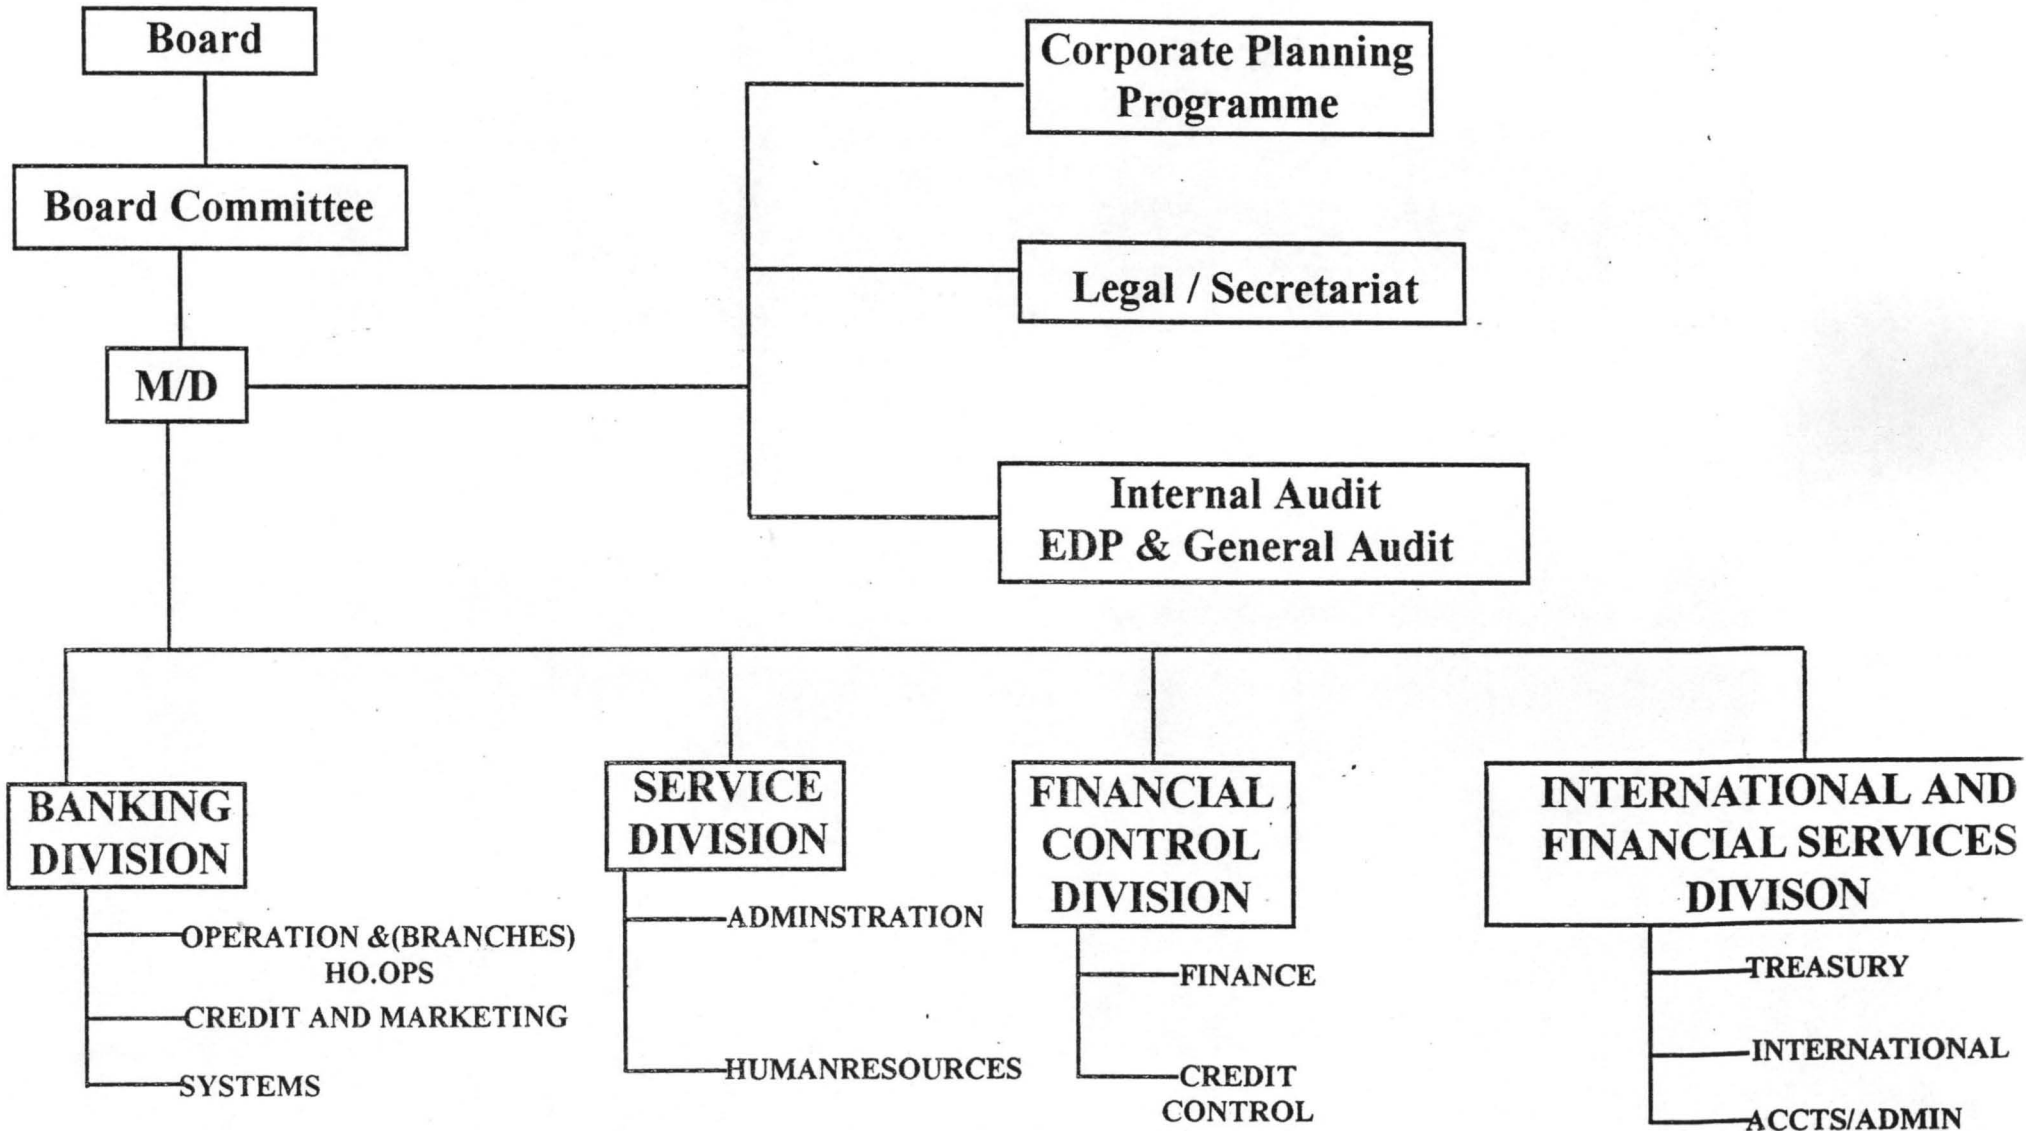 Board
Corporate Planning
Programme
Board Committee
Legal / Secretariat
M/D
Internal Audit
EDP & General Audit
BANKING
DIVISION
OPERATION &(BRANCHES)
HO.OPS
CREDIT AND MARKETING
SYSTEMS
SERVICE
DIVISION
ADMINSTRATION
HUMANRESOURCES
FINANCIAL
CONTROL
DIVISION
FINANCE
CREDIT
CONTROL
INTERNATIONAL AND
FINANCIAL SERVICES
DIVISON
TREASURY
INTERNATIONAL
ACCTS/ADMIN